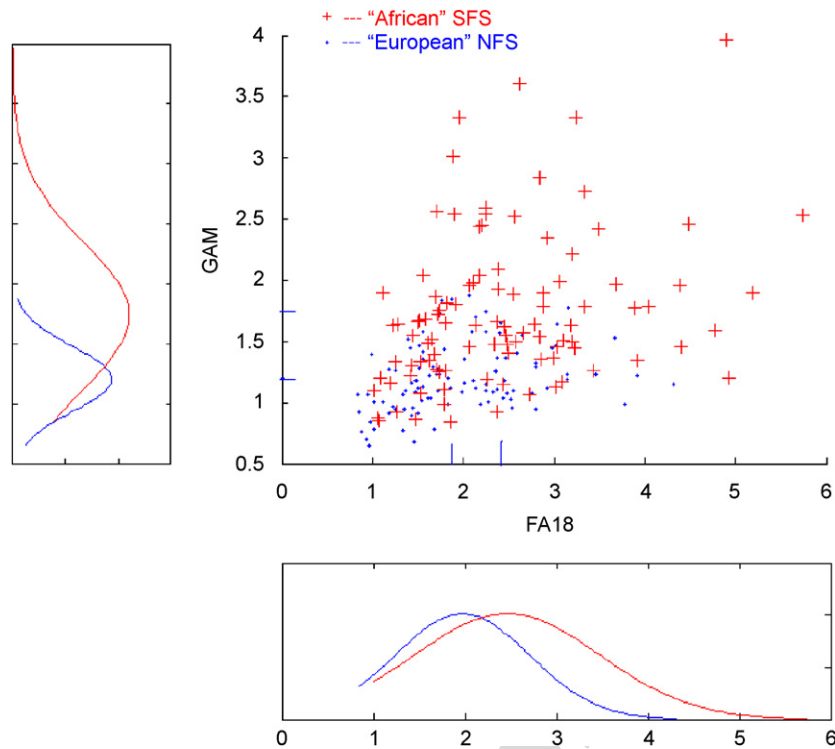 + --- “African” SFS
· --- “European” NFS
4
3.5
3
2.5
2
1.5
1
0.5
GAM
0 1 2 3 4 5 6
FA18
0 1 2 3 4 5 6